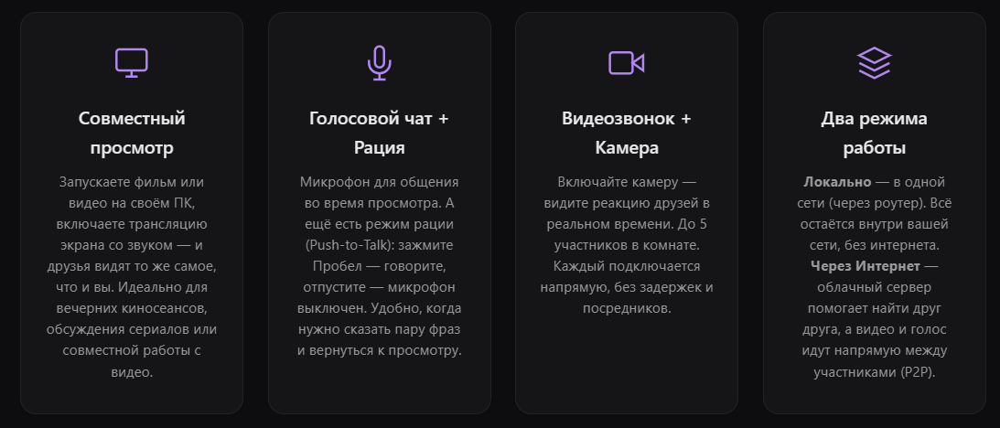 Совместный
просмотр
Запускаете фильм или
видео на своём ПК,
включаете трансляцию
экрана со звуком — и
друзья видят то же самое,
что и вы. Идеально для
вечерних киносеансов,
обсуждения сериалов или
совместной работы с
видео.
Голосовой чат +
Рация
Микрофон для общения
во время просмотра. А
ещё есть режим рации
(Push-to-Talk): зажмите
Пробел — говорите,
отпустите — микрофон
выключен. Удобно, когда
нужно сказать пару фраз
и вернуться к просмотру.
Видеозвонок +
Камера
Включайте камеру —
видите реакцию друзей в
реальном времени. До 5
участников в комнате.
Каждый подключается
напрямую, без задержек и
посредников.
Два режима
работы
Локально — в одной
сети (через роутер). Всё
остаётся внутри вашей
сети, без интернета.
Через Интернет —
облачный сервер
помогает найти друг
друга, а видео и голос
идут напрямую между
участниками (P2P).